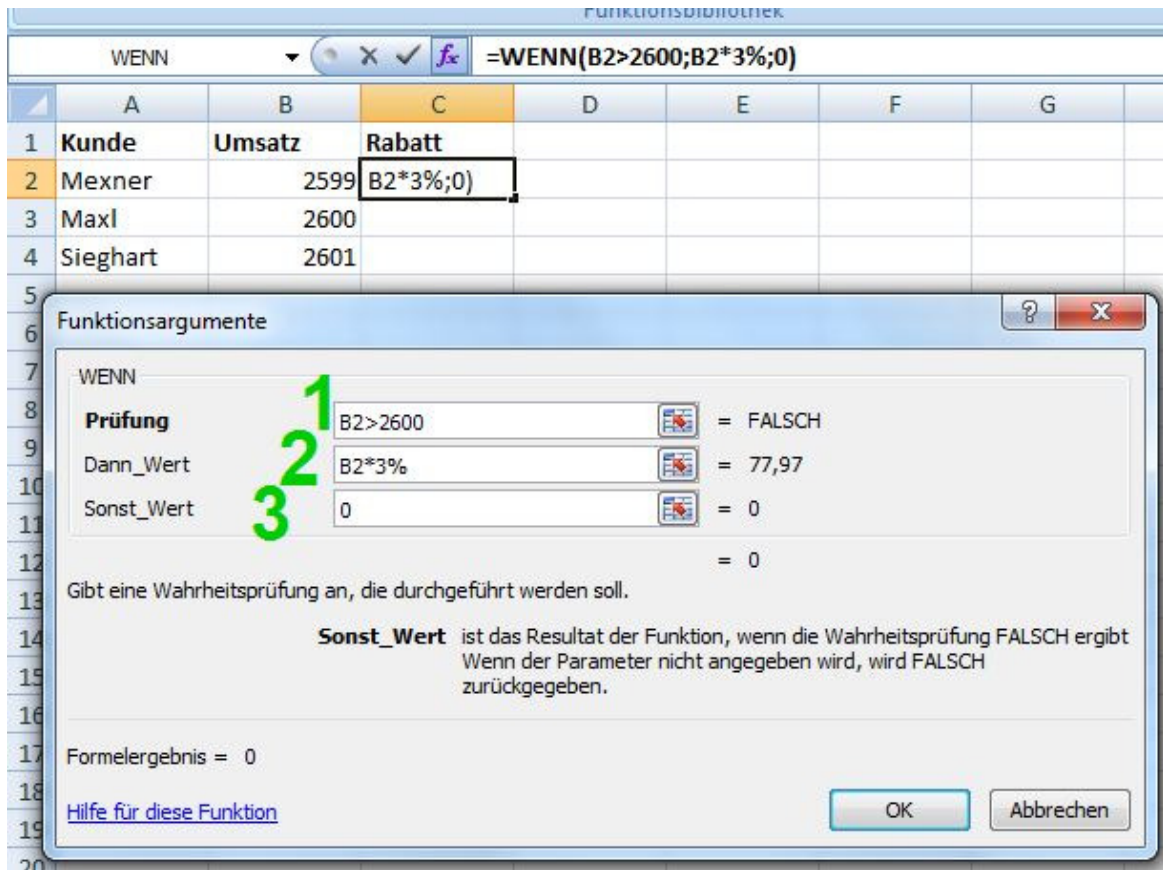 Funktionsbibliothek
WENN fx =WENN(B2>2600;B2*3%;0)
A B C D E F G
1 Kunde Umsatz Rabatt
2 Mexner 2599 B2*3%;0)
3 Maxl 2600
4 Sieghart 2601
5
6
7
8
9
10
11
12
13
14
15
16
17
18
19
20
Funktionsargumente ?
WENN
Prüfung 1 B2>2600 = FALSCH
Dann_Wert 2 B2*3% = 77,97
Sonst_Wert 3 0 = 0
= 0
Gibt eine Wahrheitsprüfung an, die durchgeführt werden soll.
Sonst_Wert ist das Resultat der Funktion, wenn die Wahrheitsprüfung FALSCH ergibt
Wenn der Parameter nicht angegeben wird, wird FALSCH
zurückgegeben.
Formelergebnis = 0
Hilfe für diese Funktion OK Abbrechen